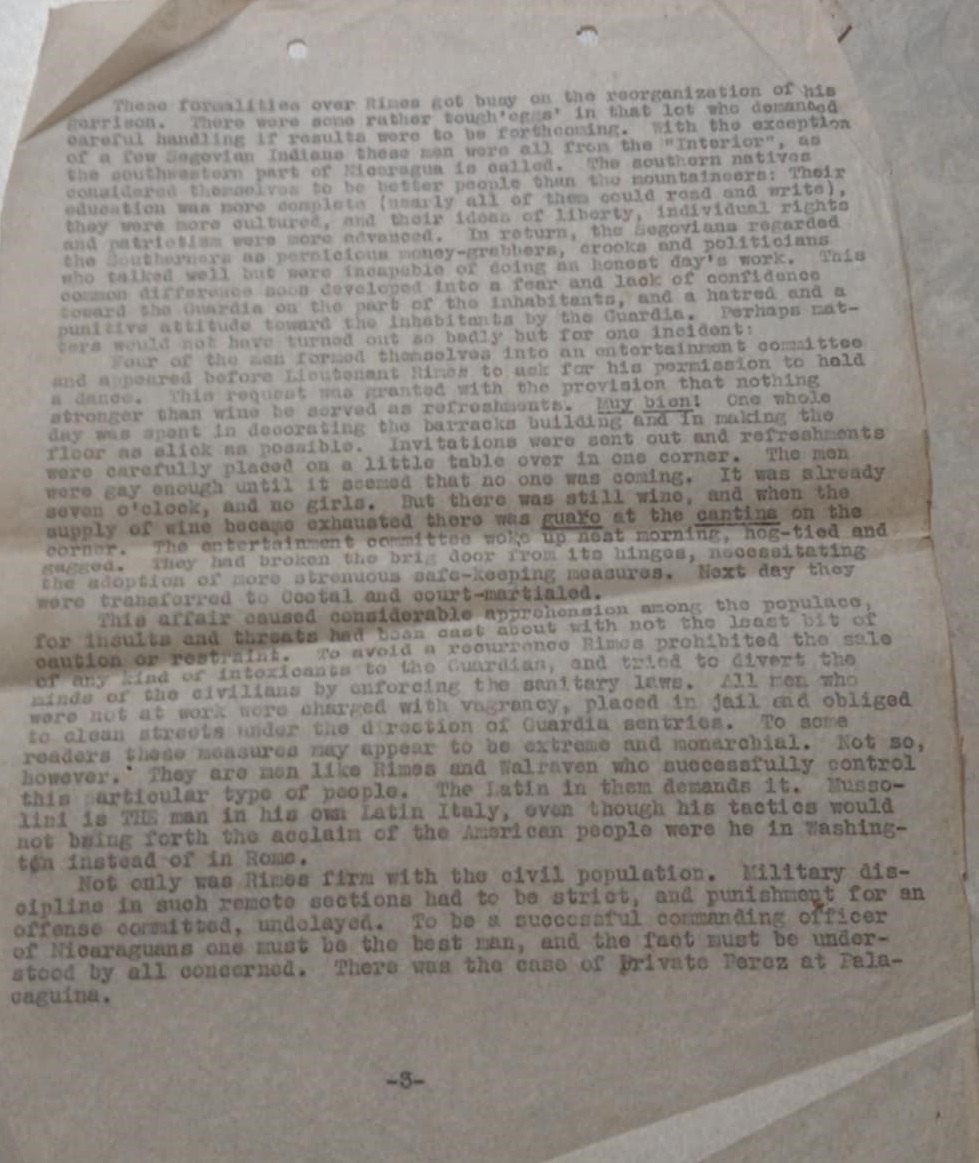 These formalities over Rimes got busy on the reorganization of his
garrison. There were some rather tough'eggs' in that lot who demanded
careful handling if results were to be forthcoming. With the exception
of a few Segovian Indians these men were all from the "Interior", as
the southwestern part of Nicaragua is called. The southern natives
considered themselves to be better people than the mountaineers: Their
education was more complete (nearly all of them could read and write),
they were more cultured, and their ideas of liberty, individual rights
and patriotism were more advanced. In return, the Segovians regarded
the Southerners as pernicious money-grabbers, crooks and politicians
who talked well but were incapable of doing an honest day's work. This
common difference soon developed into a fear and lack of confidence
toward the Guardia on the part of the inhabitants, and a hatred and a
punitive attitude toward the inhabitants by the Guardia. Perhaps mat-
ters would not have turned out so badly but for one incident:
Four of the men formed themselves into an entertainment committee
and appeared before Lieutenant Rimes to ask for his permission to hold
a dance. This request was granted with the provision that nothing
stronger than wine be served as refreshments. Muy bien! One whole
day was spent in decorating the barracks building and in making the
floor as slick as possible. Invitations were sent out and refreshments
were carefully placed on a little table over in one corner. The men
were gay enough until it seemed that no one was coming. It was already
seven o'clock, and no girls. But there was still wine, and when the
supply of wine became exhausted there was guaro at the cantina on the
corner. The entertainment committee woke up next morning, hog-tied and
gagged. They had broken the brig door from its hinges, necessitating
the adoption of more strenuous safe-keeping measures. Next day they
were transferred to Ocotal and court-martialed.
This affair caused considerable apprehension among the populace,
for insults and threats had been cast about with not the least bit of
caution or restraint. To avoid a recurrence Rimes prohibited the sale
of any kind of intoxicants to the Guardias, and tried to divert the
minds of the civilians by enforcing the sanitary laws. All men who
were not at work were charged with vagrancy, placed in jail and obliged
to clean streets under the direction of Guardia sentries. To some
readers these measures may appear to be extreme and monarchial. Not so,
however. They are men like Rimes and Walraven who successfully control
this articular type of people. The Latin in them demands it. Musso-
lini is THE man in his own Latin Italy, even though his tactics would
not bring forth the acclaim of the American people were he in Washing-
ton instead of in Rome.
Not only was Rimes firm with the civil population. Military dis-
cipline in such remote sections had to be strict, and punishment for an
offense committed, undelayed. To be a successful commanding officer
of Nicaraguans one must be the best man, and the fact must be under-
stood by all concerned. There was the case of Private Perez at Pala-
caguina.
-3-